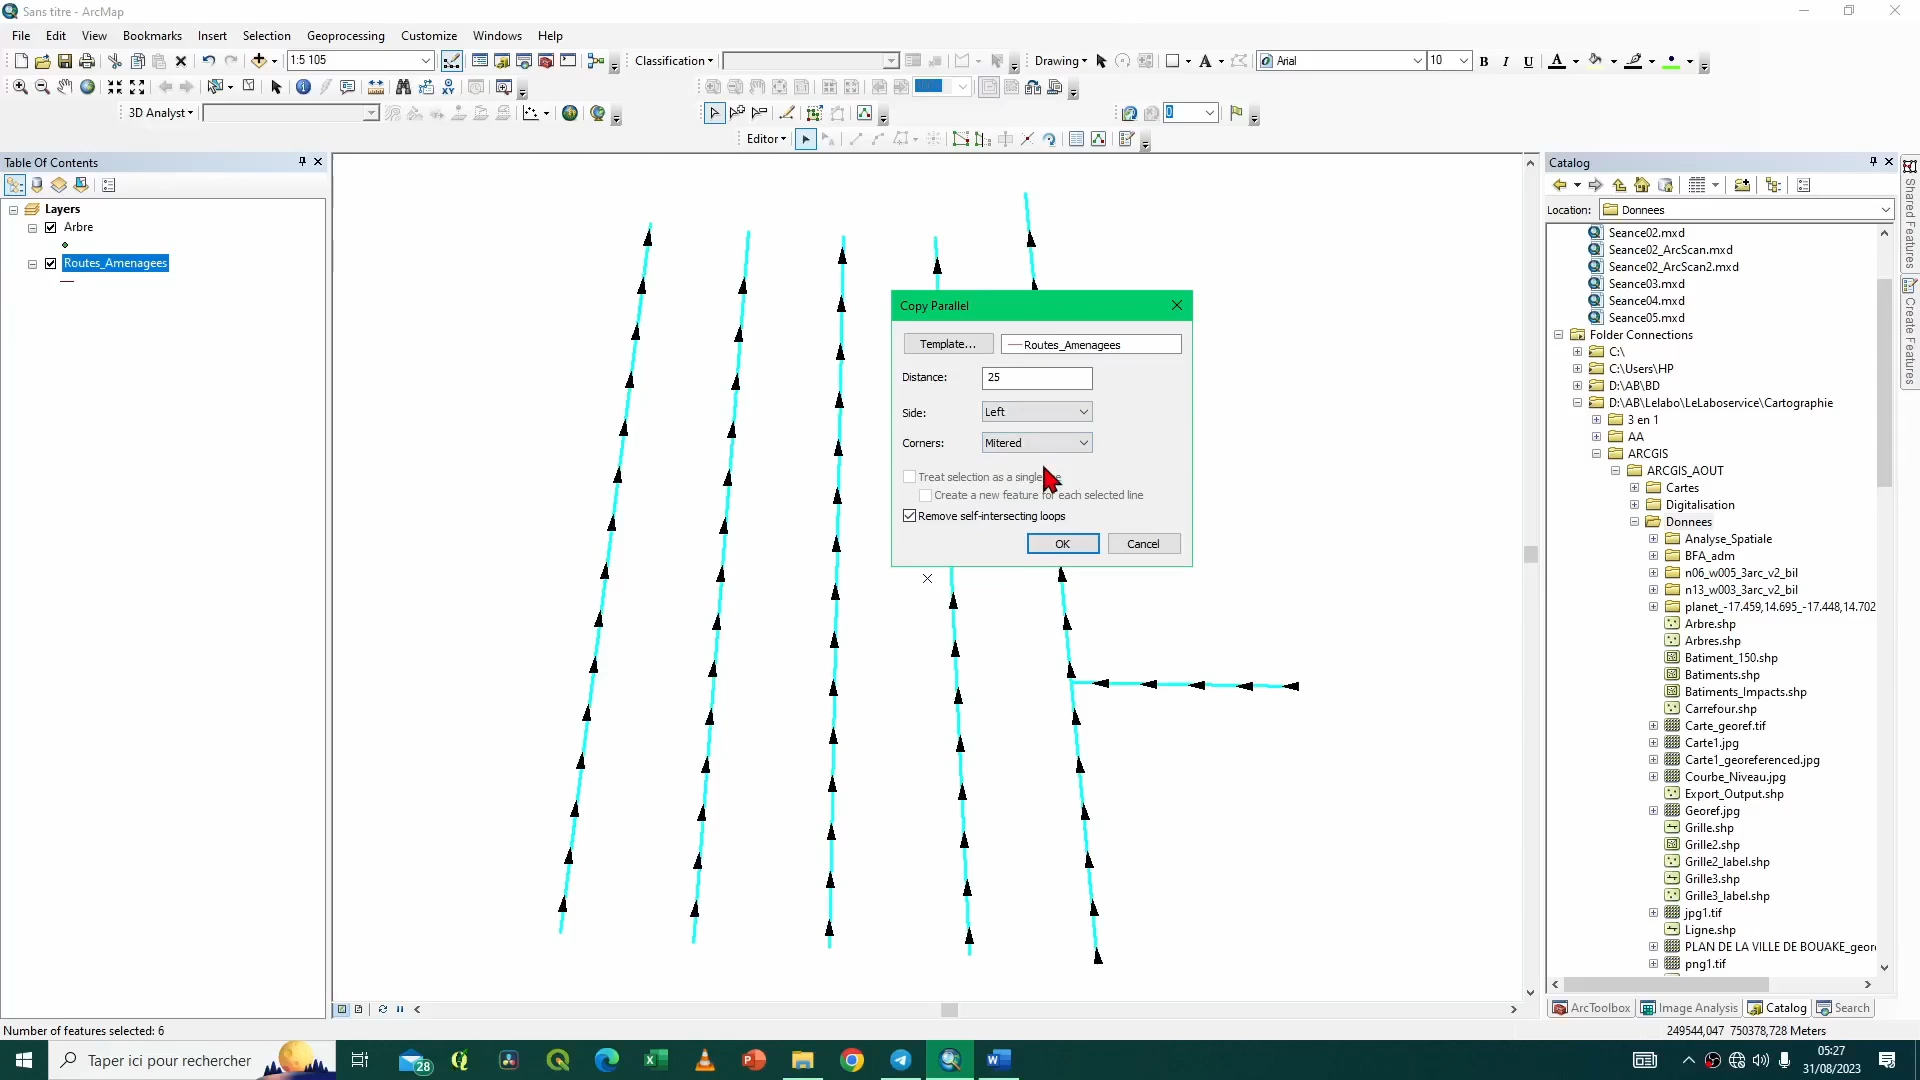 Sans titre - ArcMap
File Edit View Bookmarks Insert Selection Geoprocessing Customize Windows Help
1:5 105
Classification
Drawing
Arial
10
B I U
3D Analyst
0
Editor
Table Of Contents
Layers
Arbre
Routes_Amenagees
Copy Parallel
Template...
Routes_Amenagees
Distance:
25
Side:
Left
Corners:
Mitered
Treat selection as a single
Create a new feature for each selected line
Remove self-intersecting loops
OK
Cancel
Catalog
Location:
Donnees
Seance02.mxd
Seance02_ArcScan.mxd
Seance02_ArcScan2.mxd
Seance03.mxd
Seance04.mxd
Seance05.mxd
Folder Connections
C:\
C:\Users\HP
D:\AB\BD
D:\AB\Lelabo\LeLaboservice\Cartographie
3 en 1
AA
ARCGIS
ARCGIS_AOUT
Cartes
Digitalisation
Donnees
Analyse_Spatiale
BFA_adm
n06_w005_3arc_v2_bil
n13_w003_3arc_v2_bil
planet_-17.459,14.695_-17.448,14.702
Arbre.shp
Arbres.shp
Batiment_150.shp
Batiments.shp
Batiments_Impacts.shp
Carrefour.shp
Carte_georef.tif
Carte1.jpg
Carte1_georeferenced.jpg
Courbe_Niveau.jpg
Export_Output.shp
Georef.jpg
Grille.shp
Grille2.shp
Grille2_label.shp
Grille3.shp
Grille3_label.shp
jpg1.tif
Ligne.shp
PLAN DE LA VILLE DE BOUAKE_geor
png1.tif
Shared Features
Create Features
ArcToolbox
Image Analysis
Catalog
Search
Number of features selected: 6
249544,047 750378,728 Meters
Taper ici pour rechercher
28
05:27
31/08/2023